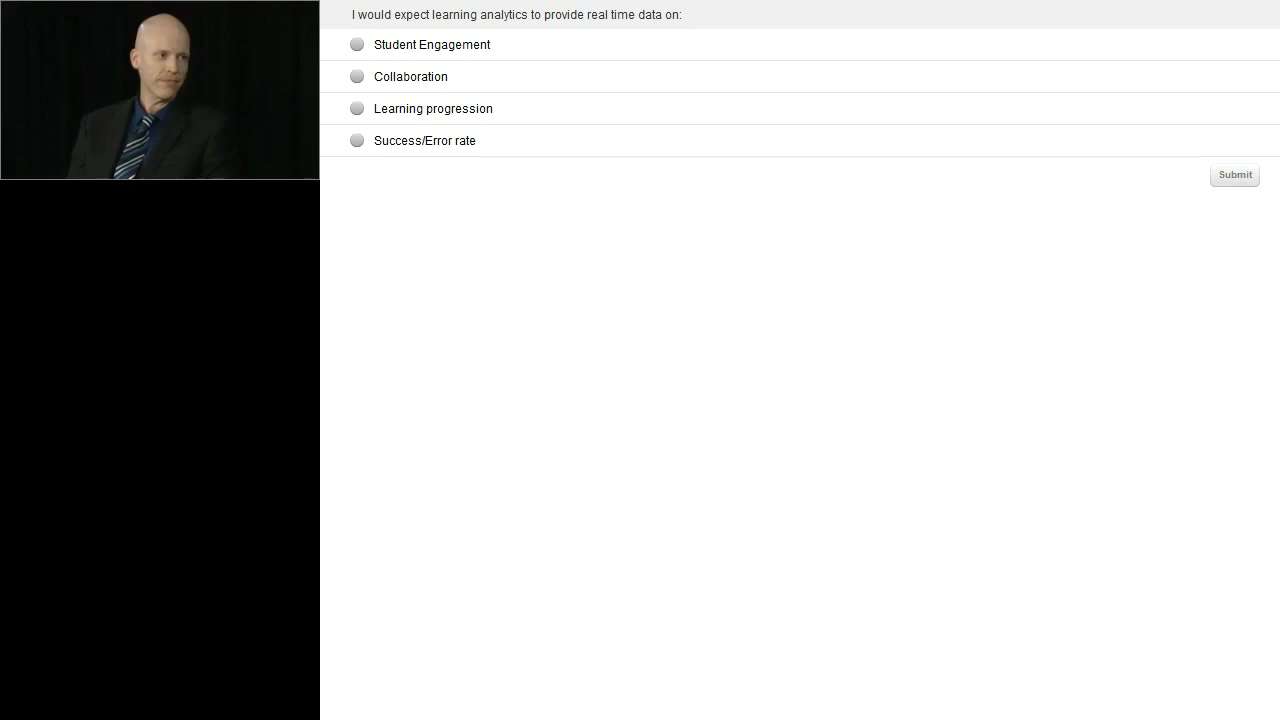 I would expect learning analytics to provide real time data on:
Student Engagement
Collaboration
Learning progression
Success/Error rate
Submit